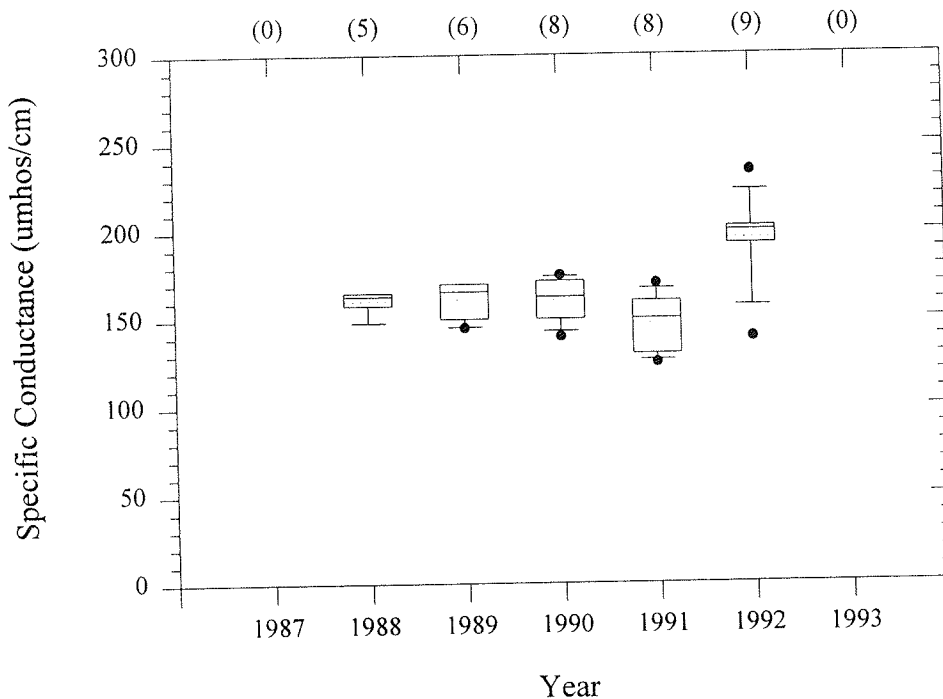 (0) (5) (6) (8) (8) (9) (0)
300
250
200
150
100
50
0
Specific Conductance (umhos/cm)
1987 1988 1989 1990 1991 1992 1993
Year